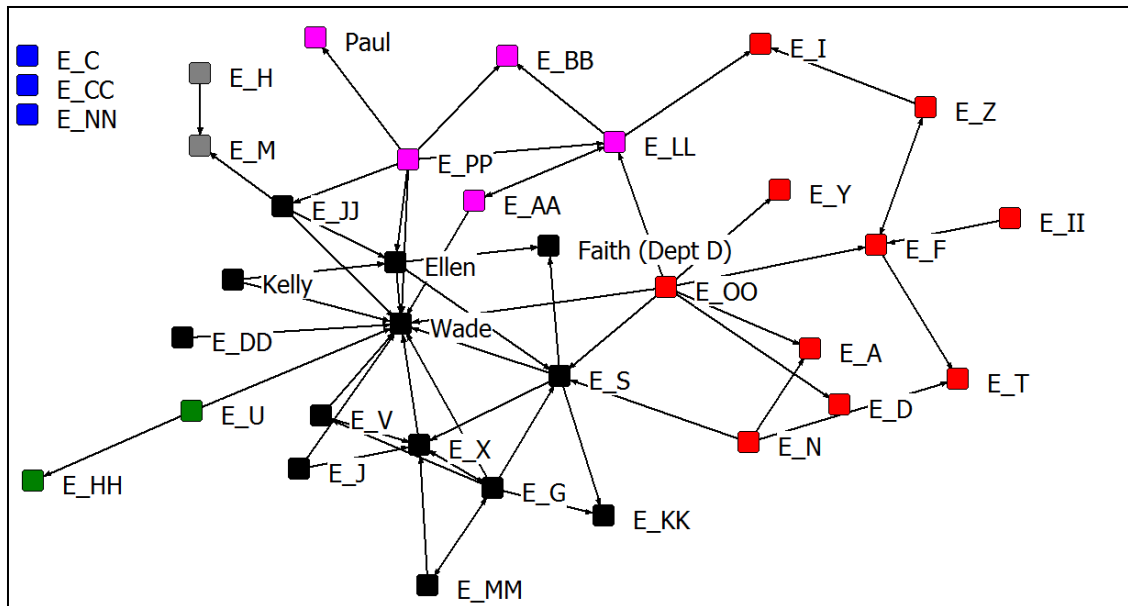 Paul
E_BB
E_I
E_C
E_CC
E_NN
E_H
E_Z
E_M
E_PP
E_LL
E_JJ
E_AA
E_Y
E_II
Ellen
Faith (Dept D)
E_F
Kelly
E_OO
E_DD
Wade
E_A
E_S
E_T
E_U
E_V
E_D
E_X
E_N
E_J
E_HH
E_G
E_KK
E_MM